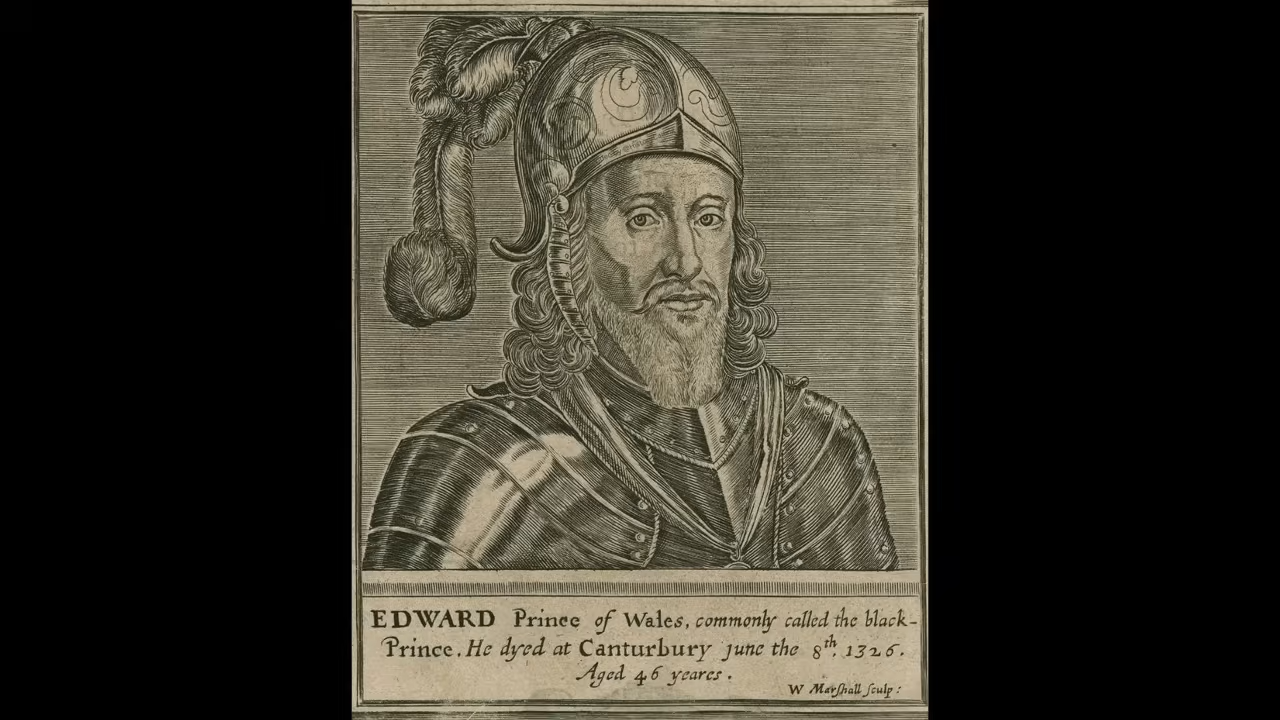 EDWARD Prince of Wales, commonly called the black-
Prince. He dyed at Canturbury june the 8th. 1326.
Aged 46 yeares.
W Marshall sculp: